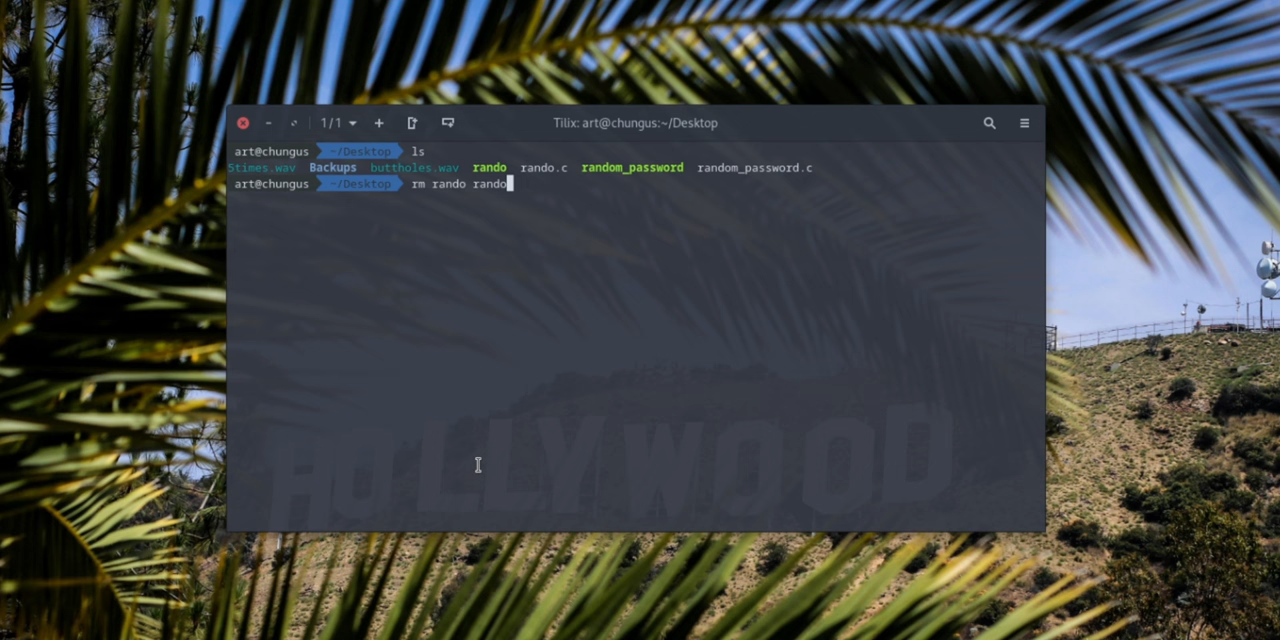 1/1 Tilix: art@chungus:~/Desktop
art@chungus ~/Desktop ls
5times.wav Backups buttholes.wav rando rando.c random_password random_password.c
art@chungus ~/Desktop rm rando rando
HOLLYWOOD